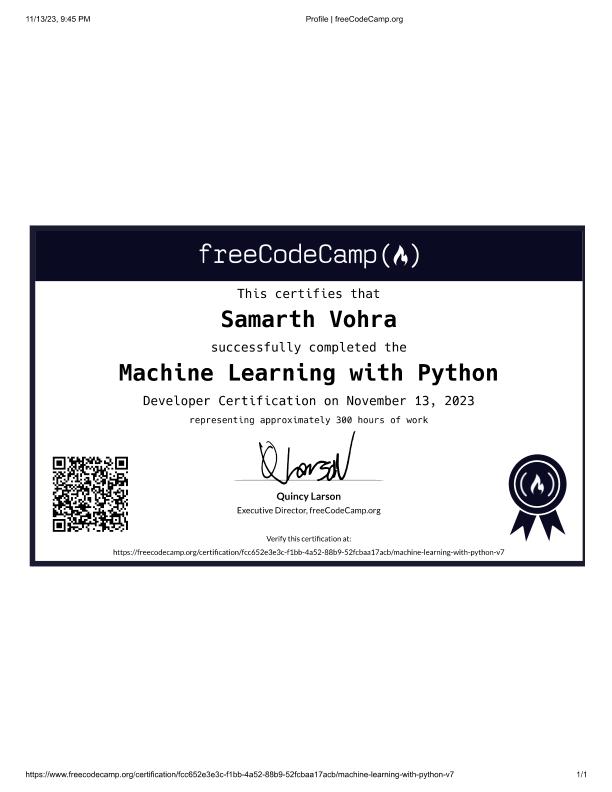 11/13/23, 9:45 PM Profile | freeCodeCamp.org
freeCodeCamp
This certifies that
Samarth Vohra
successfully completed the
Machine Learning with Python
Developer Certification on November 13, 2023
representing approximately 300 hours of work
Quincy Larson
Executive Director, freeCodeCamp.org
Verify this certification at:
https://freecodecamp.org/certification/fcc652e3e3c-f1bb-4a52-88b9-52fcbaa17acb/machine-learning-with-python-v7
https://www.freecodecamp.org/certification/fcc652e3e3c-f1bb-4a52-88b9-52fcbaa17acb/machine-learning-with-python-v7 1/1